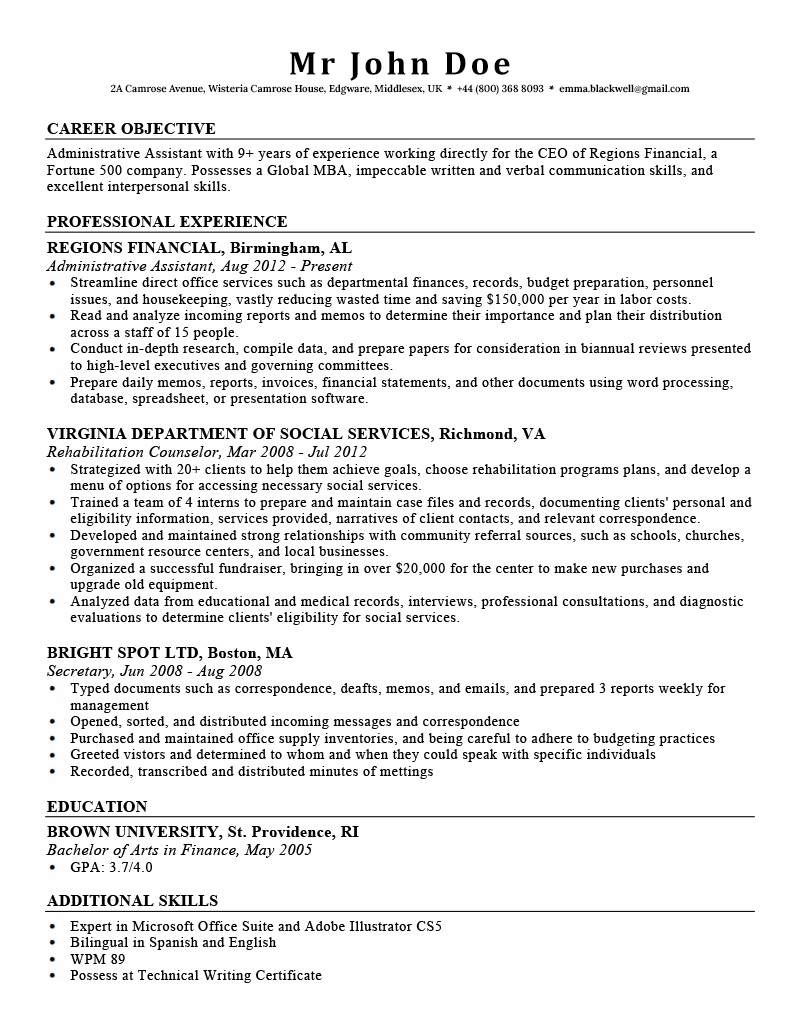 Mr John Doe
2A Camrose Avenue, Wisteria Camrose House, Edgware, Middlesex, UK * +44 (800) 368 8093 * emma.blackwell@gmail.com
CAREER OBJECTIVE
Administrative Assistant with 9+ years of experience working directly for the CEO of Regions Financial, a
Fortune 500 company. Possesses a Global MBA, impeccable written and verbal communication skills, and
excellent interpersonal skills.
PROFESSIONAL EXPERIENCE
REGIONS FINANCIAL, Birmingham, AL
Administrative Assistant, Aug 2012 - Present
• Streamline direct office services such as departmental finances, records, budget preparation, personnel
issues, and housekeeping, vastly reducing wasted time and saving $150,000 per year in labor costs.
• Read and analyze incoming reports and memos to determine their importance and plan their distribution
across a staff of 15 people.
• Conduct in-depth research, compile data, and prepare papers for consideration in biannual reviews presented
to high-level executives and governing committees.
• Prepare daily memos, reports, invoices, financial statements, and other documents using word processing,
database, spreadsheet, or presentation software.
VIRGINIA DEPARTMENT OF SOCIAL SERVICES, Richmond, VA
Rehabilitation Counselor, Mar 2008 - Jul 2012
• Strategized with 20+ clients to help them achieve goals, choose rehabilitation programs plans, and develop a
menu of options for accessing necessary social services.
• Trained a team of 4 interns to prepare and maintain case files and records, documenting clients' personal and
eligibility information, services provided, narratives of client contacts, and relevant correspondence.
• Developed and maintained strong relationships with community referral sources, such as schools, churches,
government resource centers, and local businesses.
• Organized a successful fundraiser, bringing in over $20,000 for the center to make new purchases and
upgrade old equipment.
• Analyzed data from educational and medical records, interviews, professional consultations, and diagnostic
evaluations to determine clients' eligibility for social services.
BRIGHT SPOT LTD, Boston, MA
Secretary, Jun 2008 - Aug 2008
• Typed documents such as correspondence, deafts, memos, and emails, and prepared 3 reports weekly for
management
• Opened, sorted, and distributed incoming messages and correspondence
• Purchased and maintained office supply inventories, and being careful to adhere to budgeting practices
• Greeted vistors and determined to whom and when they could speak with specific individuals
• Recorded, transcribed and distributed minutes of mettings
EDUCATION
BROWN UNIVERSITY, St. Providence, RI
Bachelor of Arts in Finance, May 2005
• GPA: 3.7/4.0
ADDITIONAL SKILLS
• Expert in Microsoft Office Suite and Adobe Illustrator CS5
• Bilingual in Spanish and English
• WPM 89
• Possess at Technical Writing Certificate